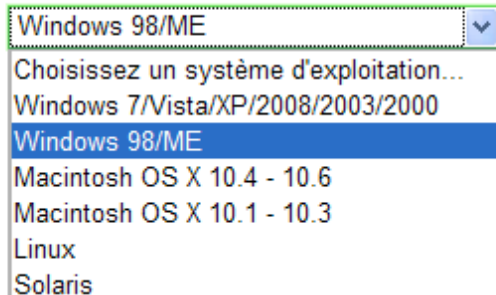 Windows 98/ME
Choisissez un système d'exploitation...
Windows 7/Vista/XP/2008/2003/2000
Windows 98/ME
Macintosh OS X 10.4 - 10.6
Macintosh OS X 10.1 - 10.3
Linux
Solaris